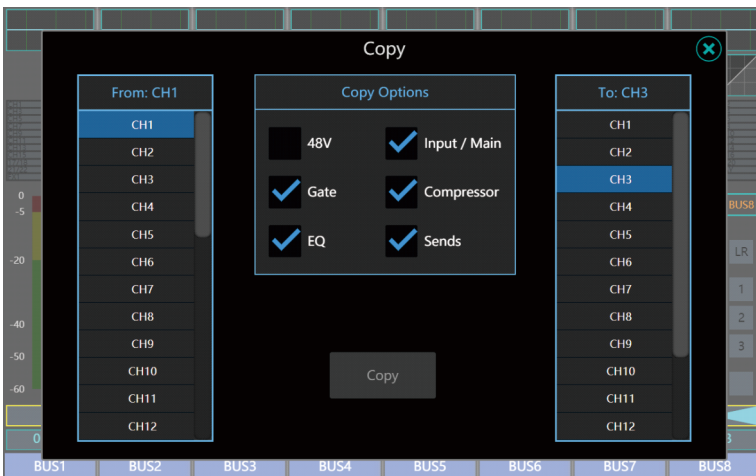 Copy
From: CH1
CH1
CH2
CH3
CH4
CH5
CH6
CH7
CH8
CH9
CH10
CH11
CH12
Copy Options
48V
Input / Main
Gate
Compressor
EQ
Sends
Copy
To: CH3
CH1
CH2
CH3
CH4
CH5
CH6
CH7
CH8
CH9
CH10
CH11
CH12
0
-5
-20
-40
-50
-60
0
BUS8
LR
1
2
3
3
BUS1 BUS2 BUS3 BUS4 BUS5 BUS6 BUS7 BUS8